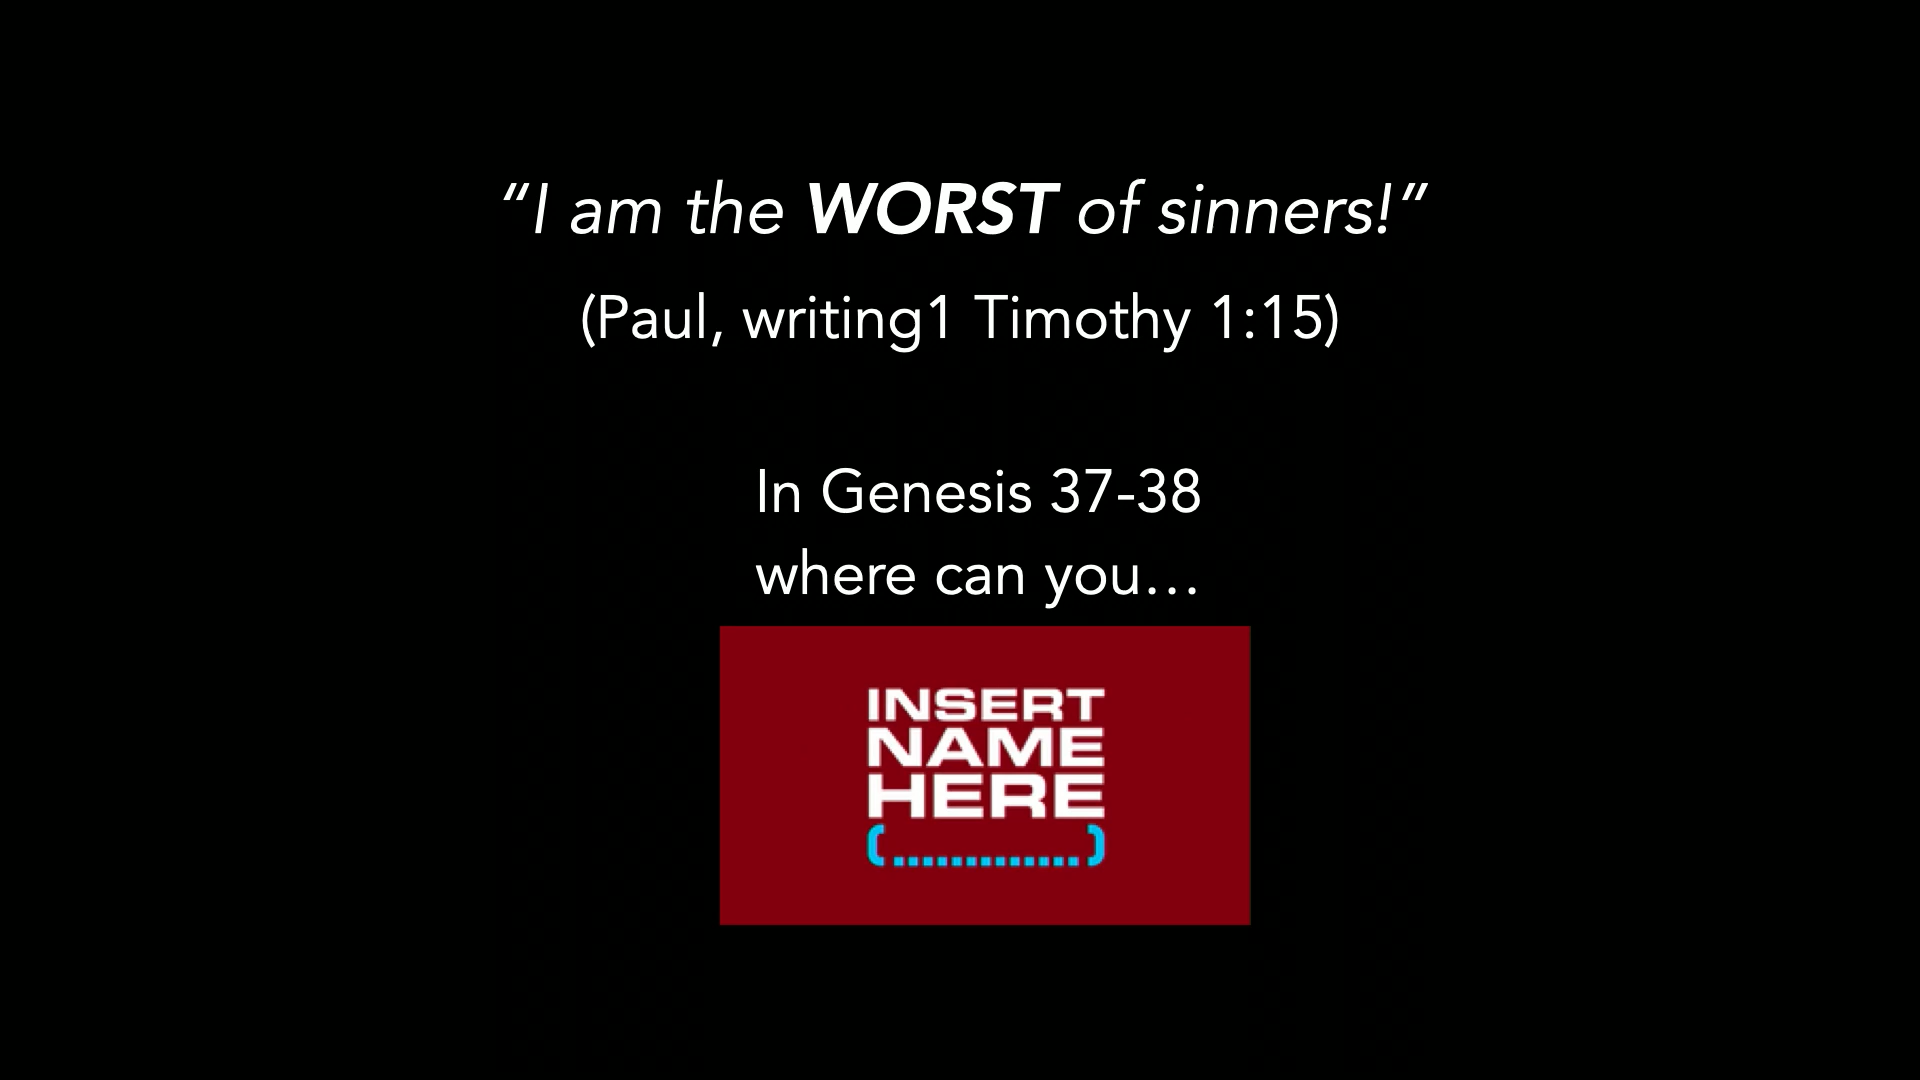 “I am the WORST of sinners!”
(Paul, writing1 Timothy 1:15)
In Genesis 37-38
where can you…
INSERT
NAME
HERE
[..............]